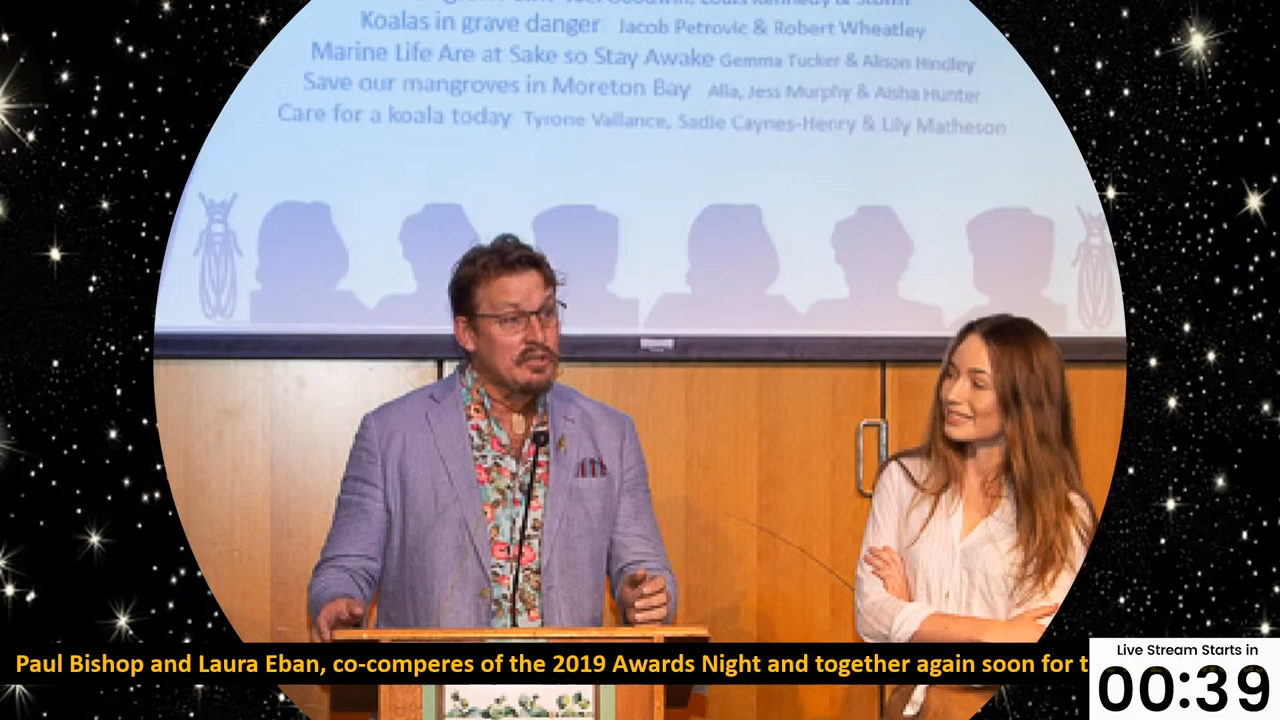 Koalas in grave danger Jacob Petrovic & Robert Wheatley
Marine Life Are at Sake so Stay Awake Gemma Tucker & Alison Hindley
Save our mangroves in Moreton Bay Alia, Jess Murphy & Aisha Hunter
Care for a koala today Tyrone Vallance, Sadie Caynes-Henry & Lily Matheson
Paul Bishop and Laura Eban, co-comperes of the 2019 Awards Night and together again soon for
Live Stream Starts in
00:39